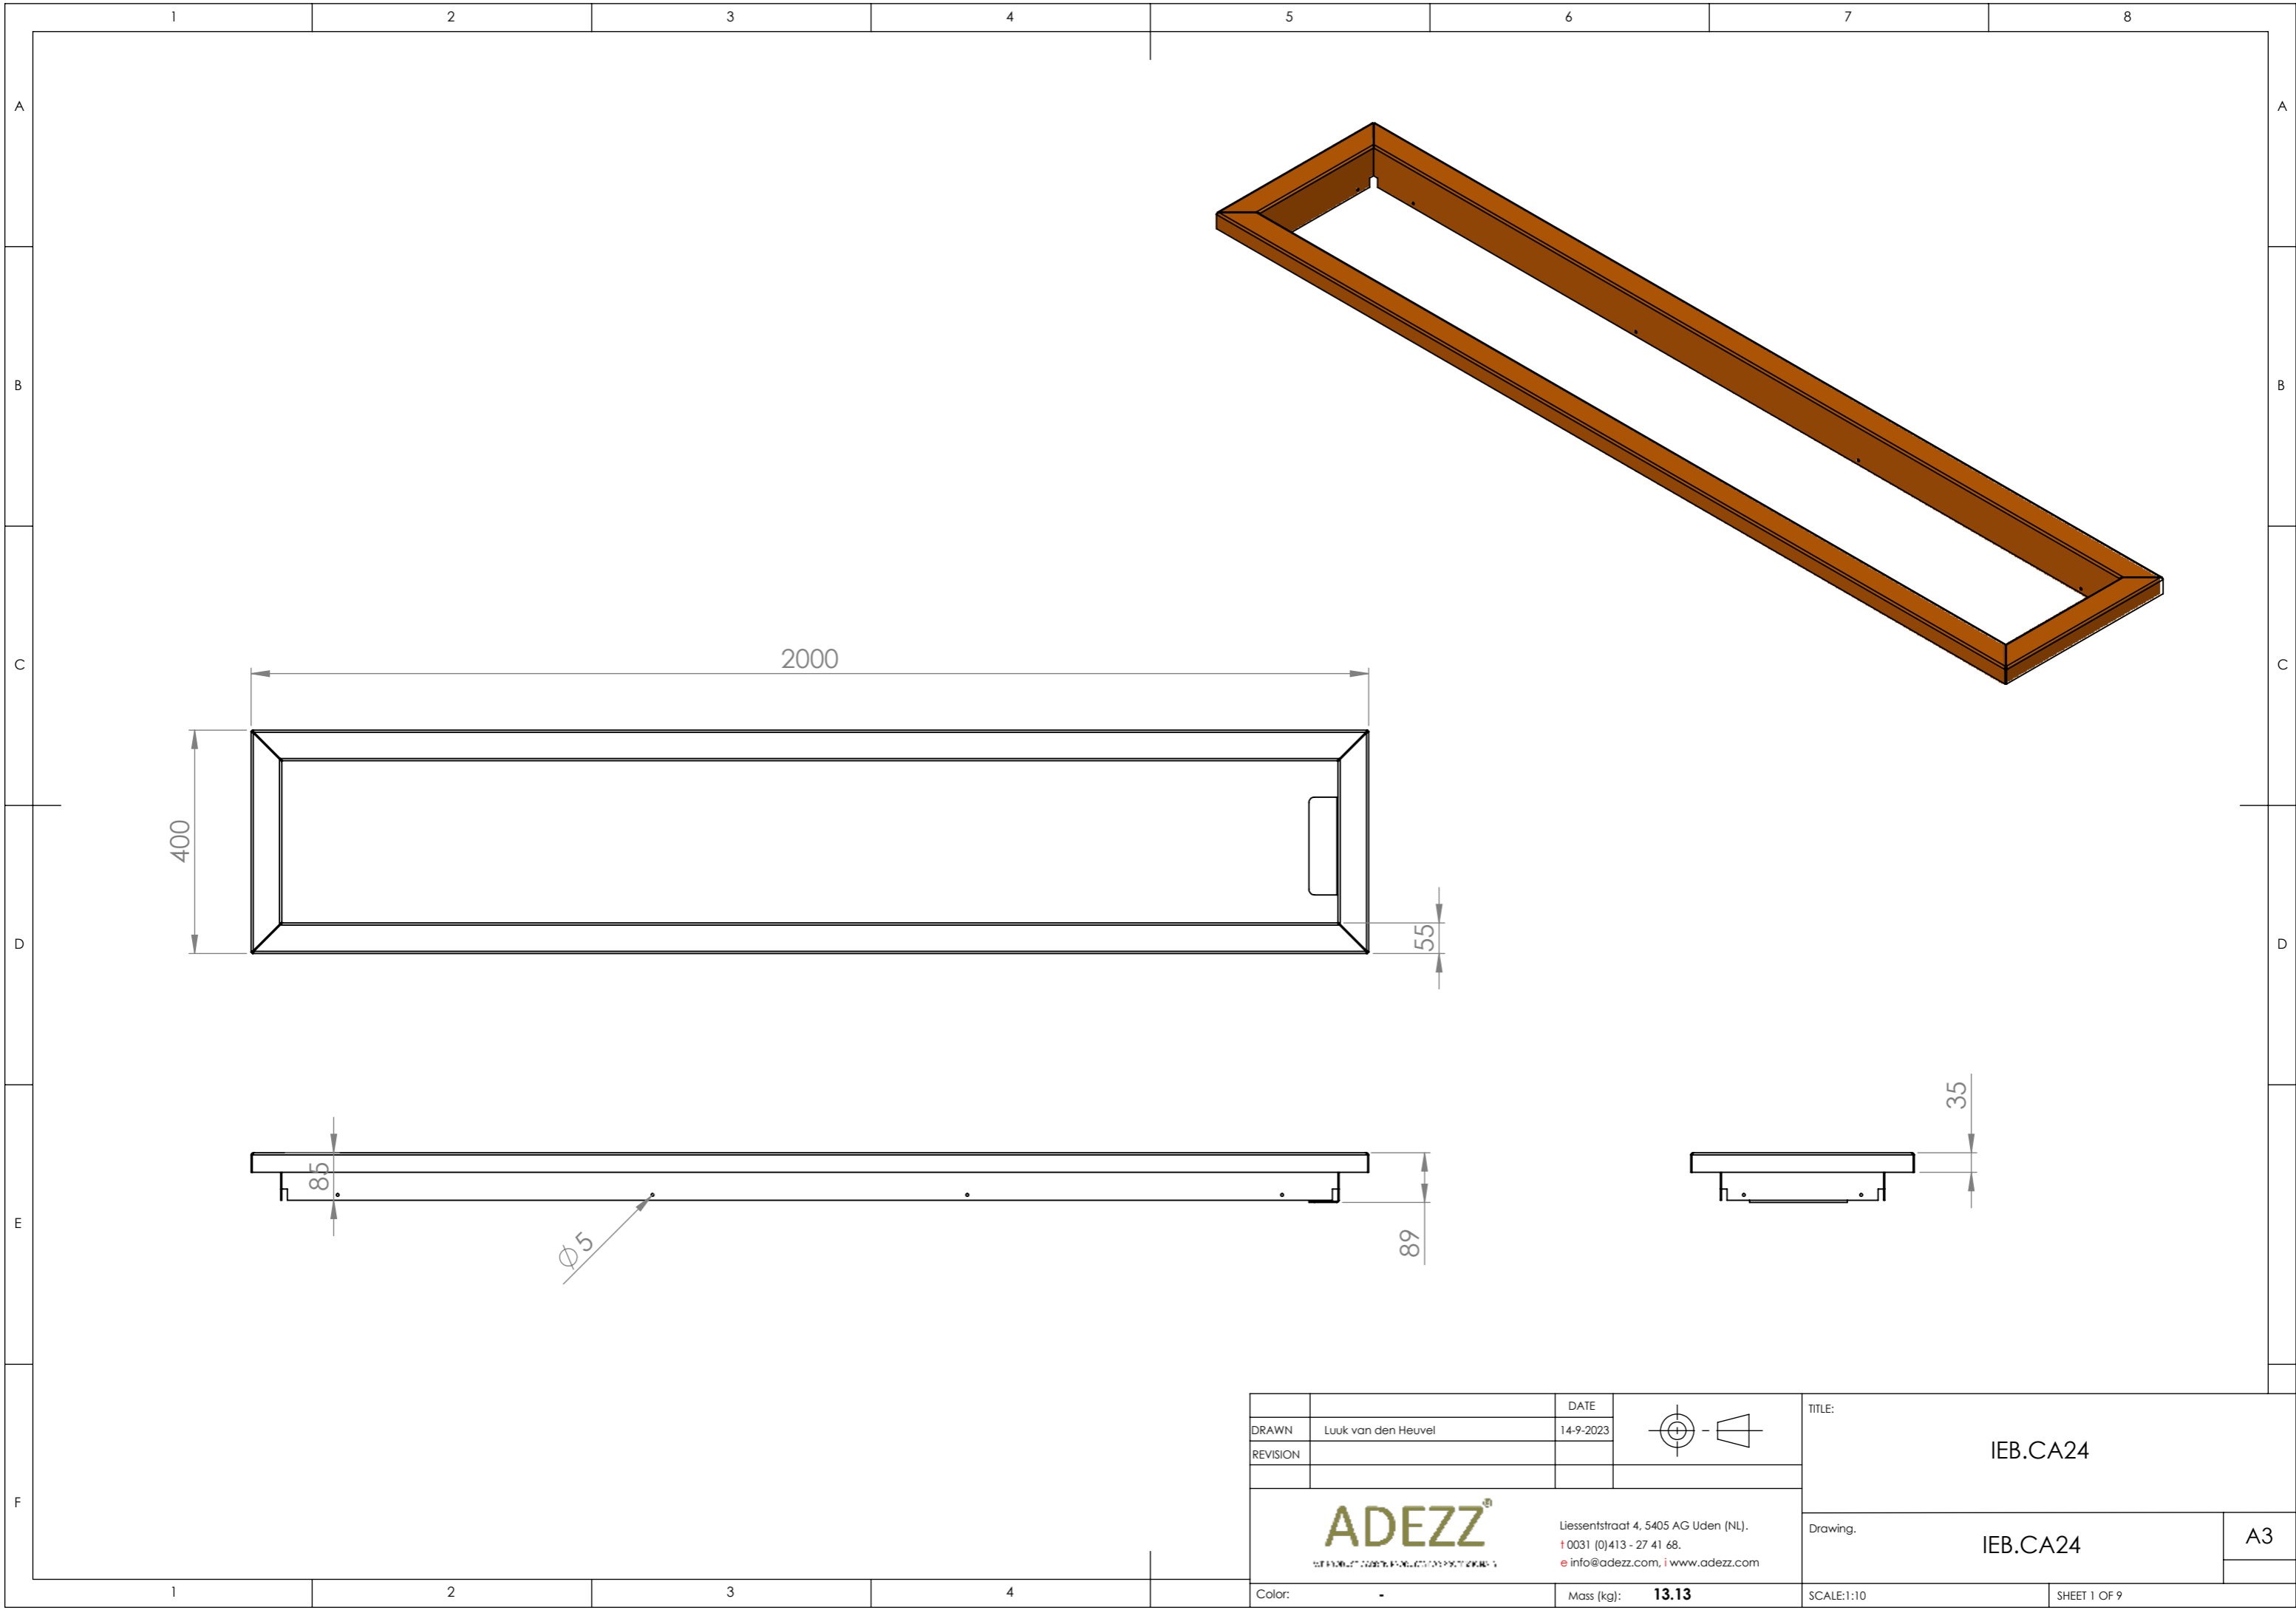 1 2 3 4 5 6 7 8
A A
B B
C C
D D
E E
F
2000
400
55
85
Ø5
89
35
DATE
DRAWN Luuk van den Heuvel 14-9-2023
REVISION
TITLE:
IEB.CA24
ADEZZ®
Liessentstraat 4, 5405 AG Uden (NL).
t 0031 (0)413 - 27 41 68.
e info@adezz.com, i www.adezz.com
Drawing.
IEB.CA24
A3
Color: -
Mass (kg): 13.13
SCALE:1:10
SHEET 1 OF 9
1 2 3 4